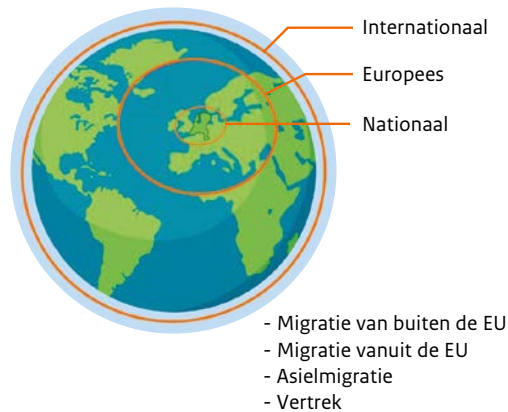 Internationaal
Europees
Nationaal
- Migratie van buiten de EU
- Migratie vanuit de EU
- Asielmigratie
- Vertrek